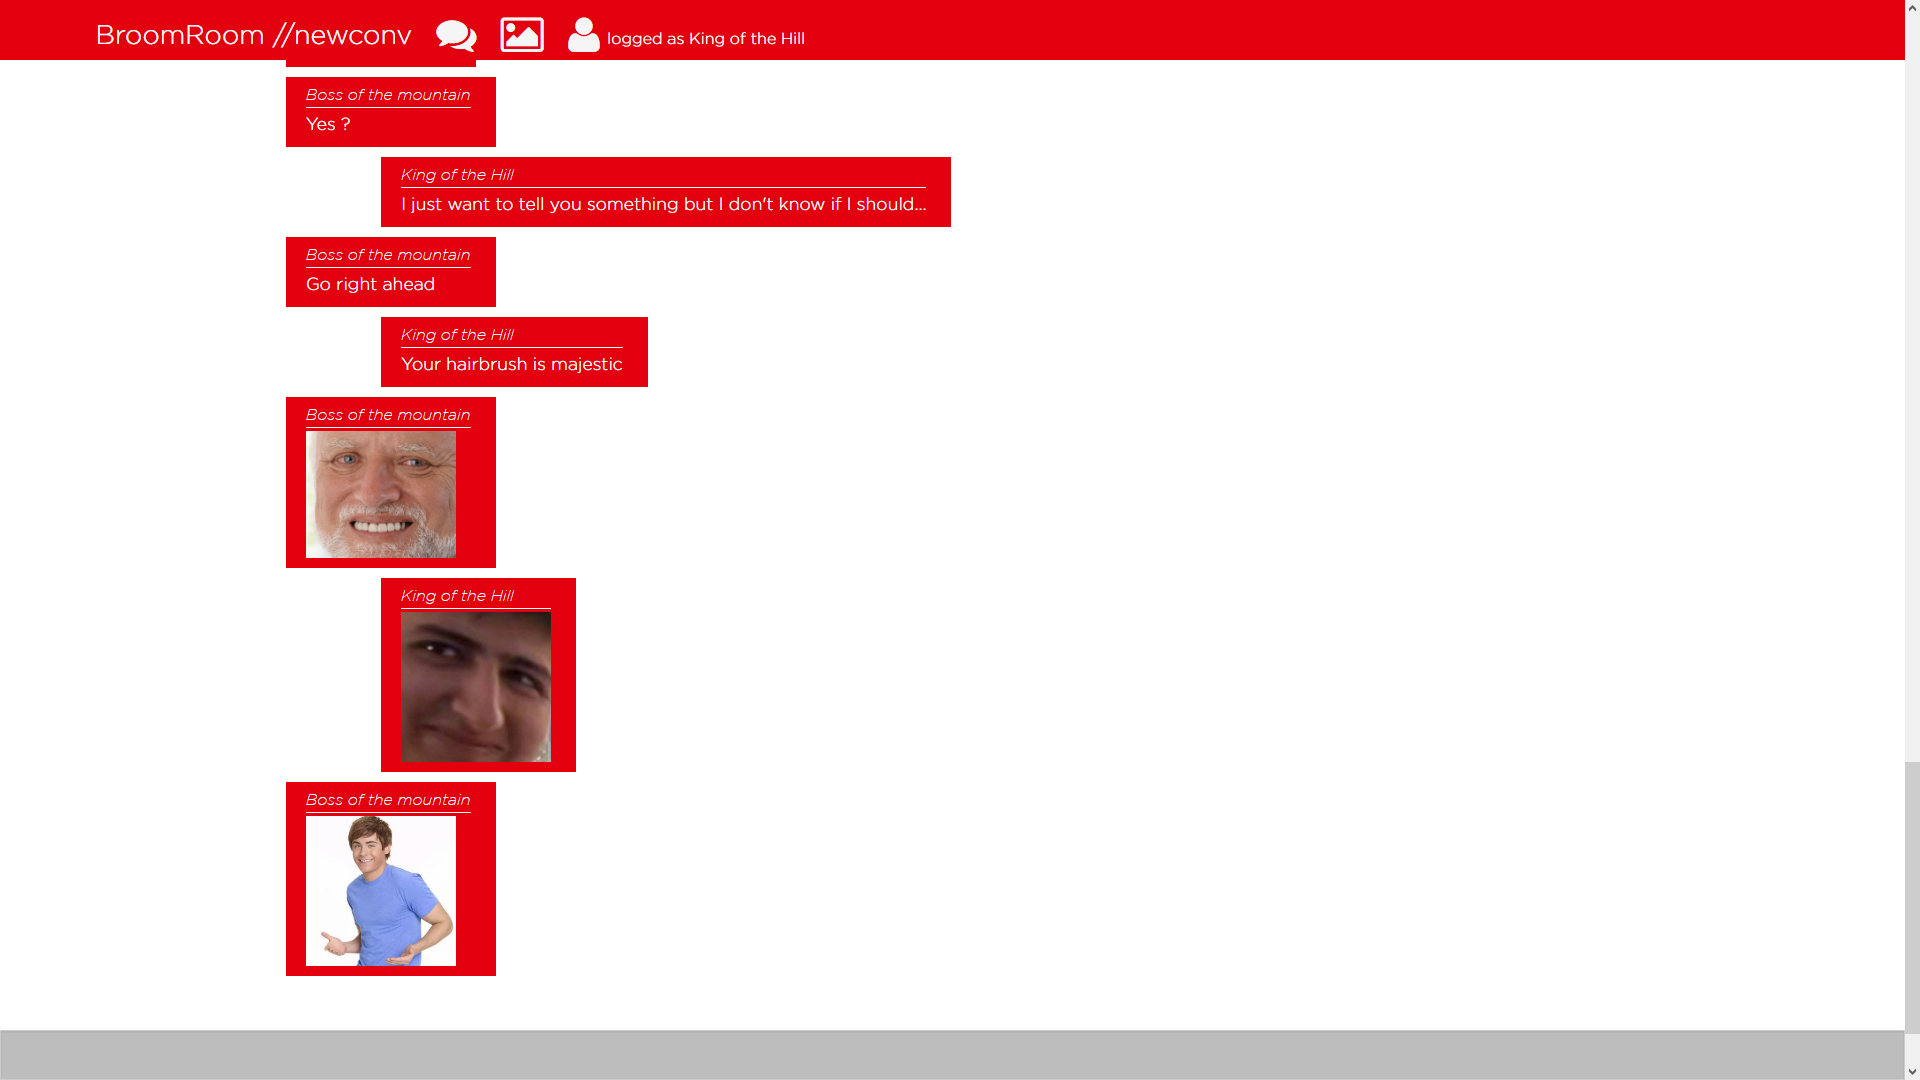 BroomRoom //newconv
logged as King of the Hill
Boss of the mountain
Yes ?
King of the Hill
I just want to tell you something but I don't know if I should...
Boss of the mountain
Go right ahead
King of the Hill
Your hairbrush is majestic
Boss of the mountain
King of the Hill
Boss of the mountain